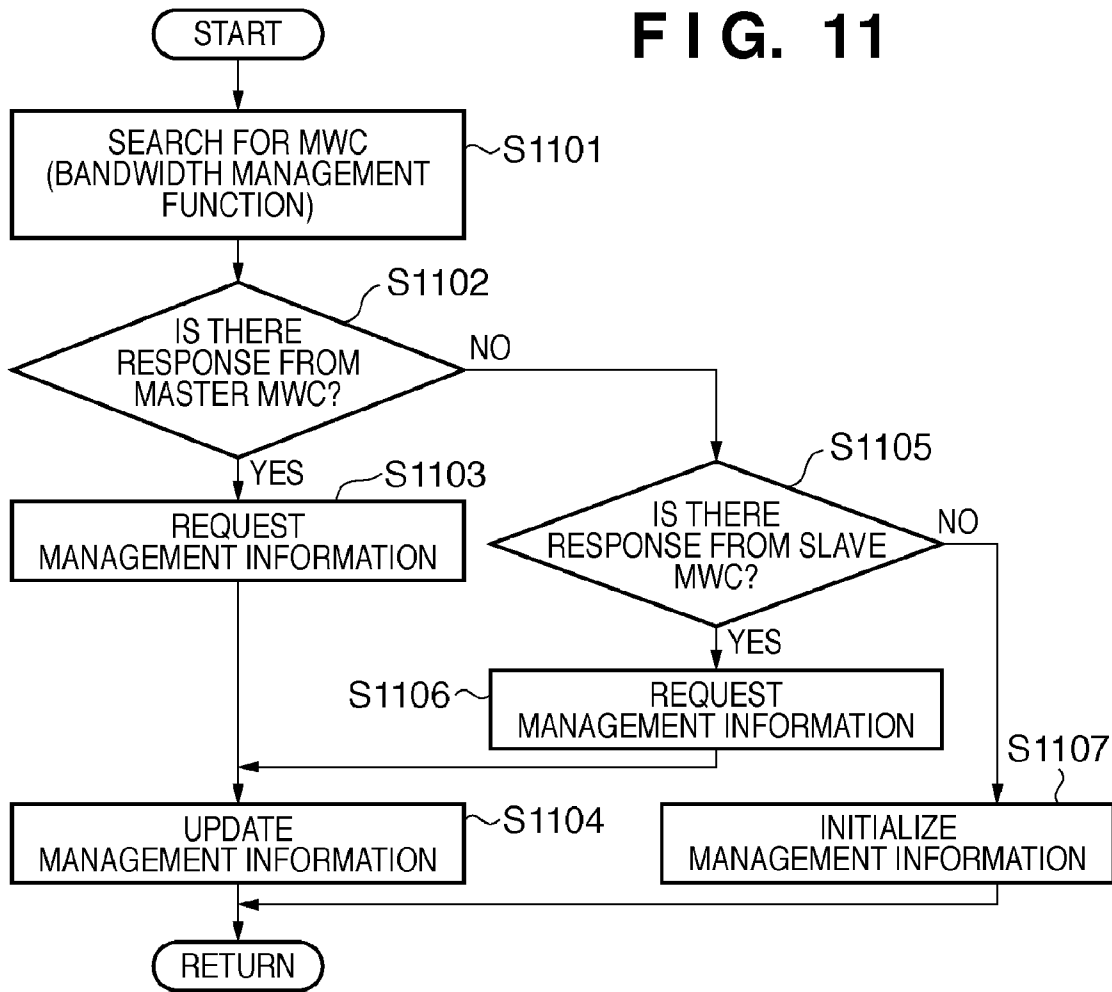 START
FIG. 11
SEARCH FOR MWC
(BANDWIDTH MANAGEMENT
FUNCTION)
S1101
S1102
IS THERE
RESPONSE FROM
MASTER MWC?
NO
YES
S1103
REQUEST
MANAGEMENT INFORMATION
S1105
IS THERE
RESPONSE FROM SLAVE
MWC?
NO
YES
S1106
REQUEST
MANAGEMENT INFORMATION
S1107
UPDATE
MANAGEMENT INFORMATION
S1104
INITIALIZE
MANAGEMENT INFORMATION
RETURN